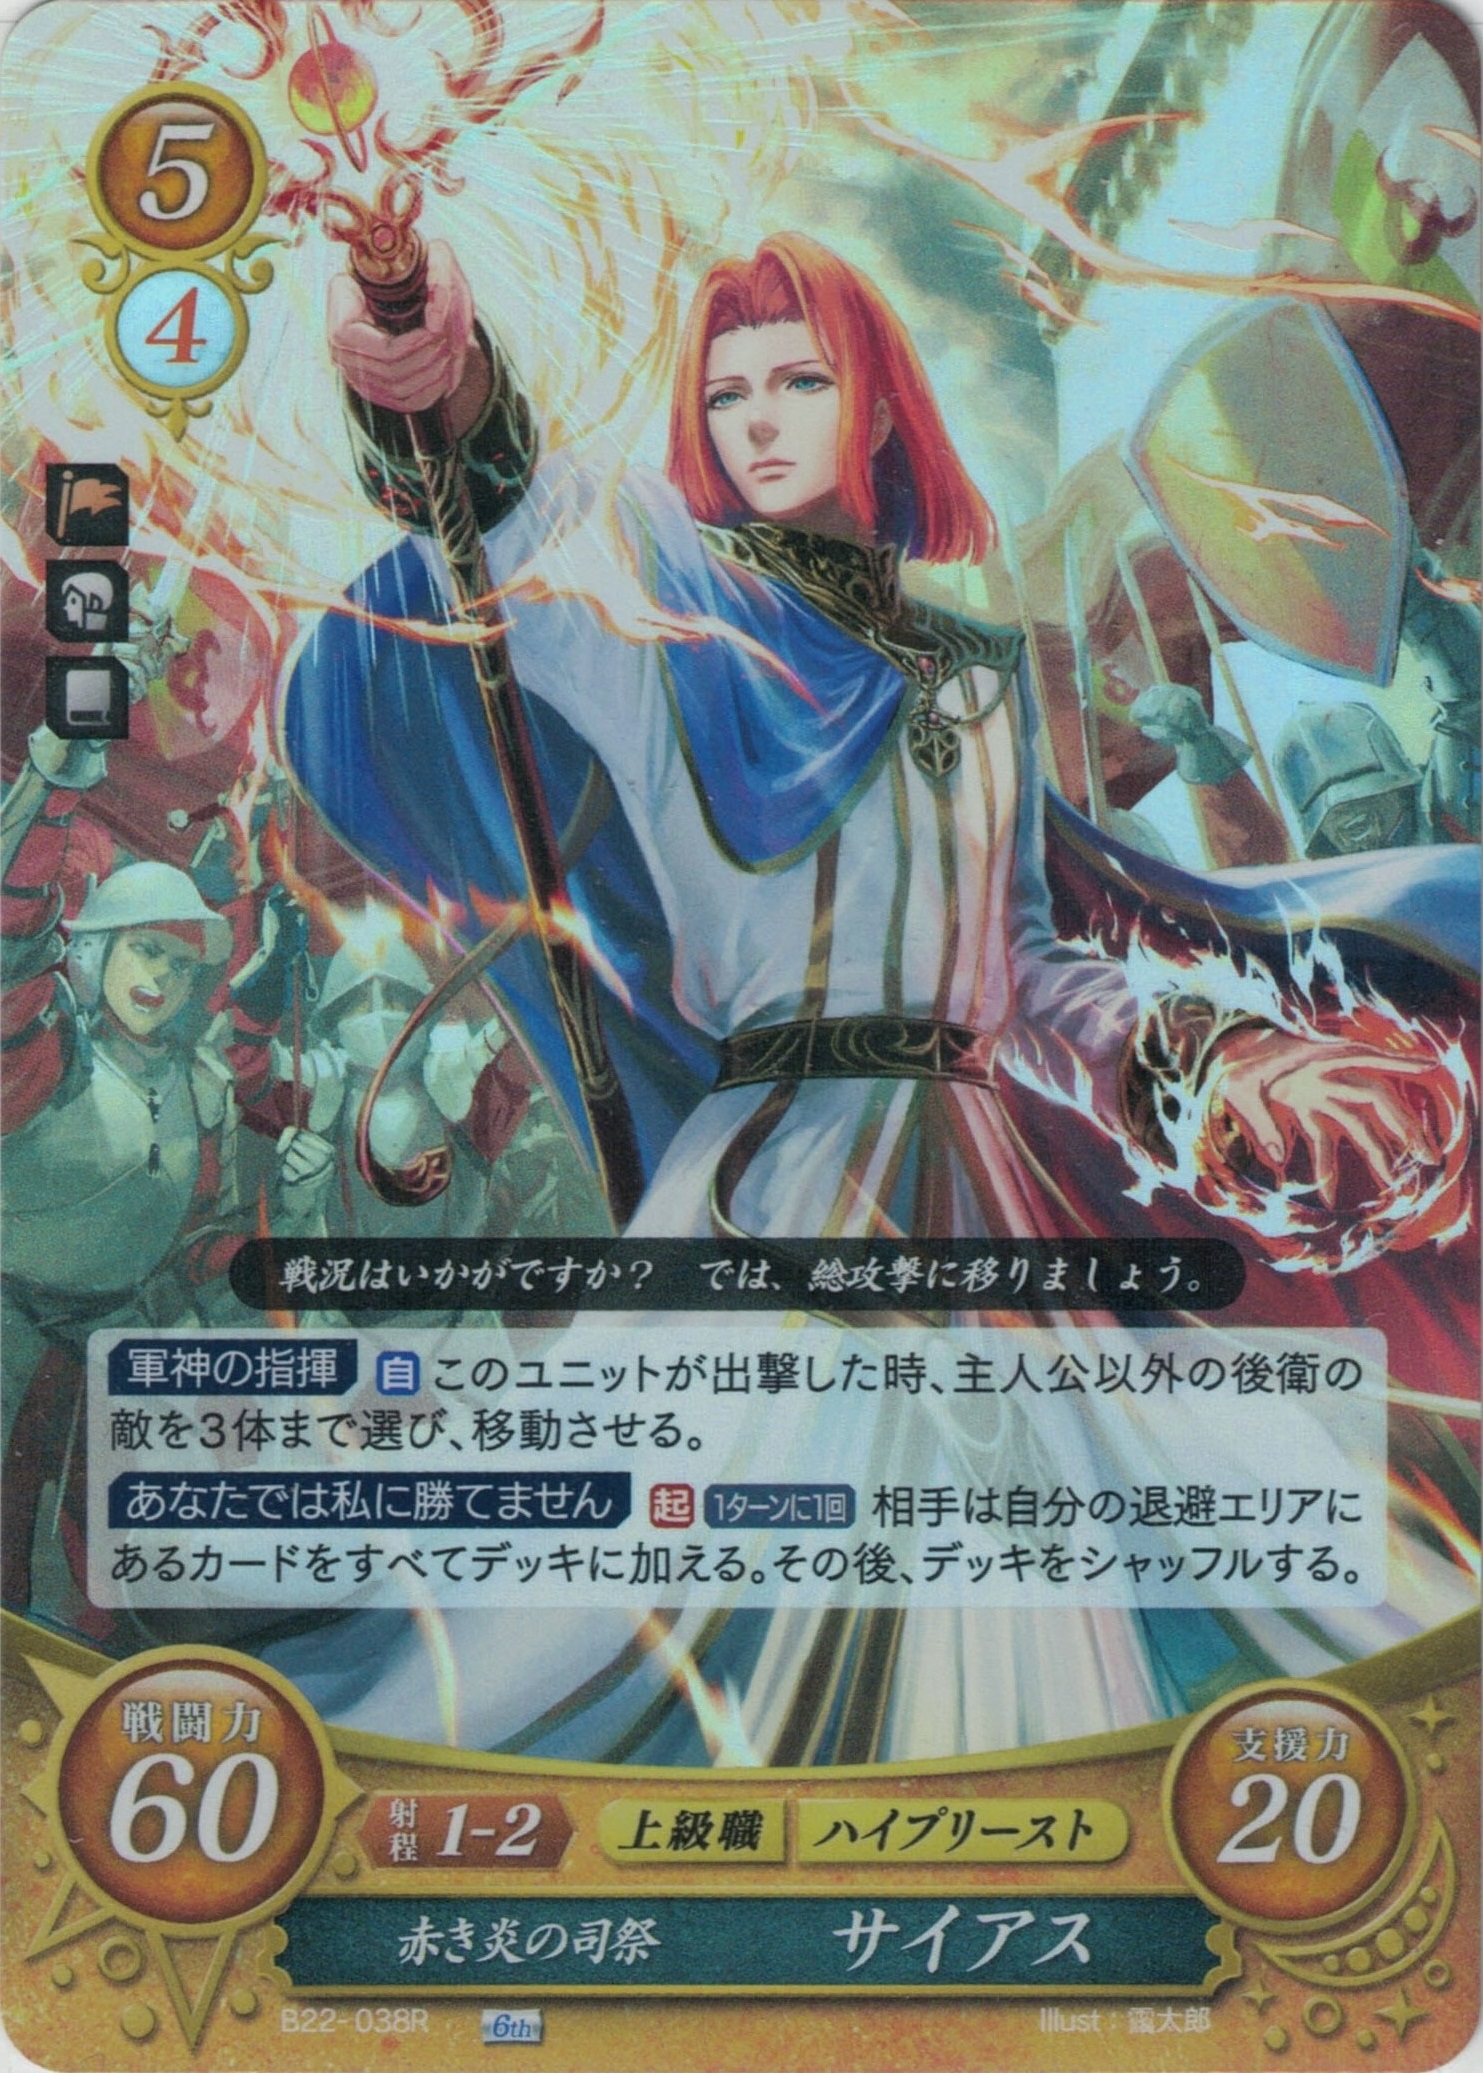 5
4
戦況はいかがですか？ では、総攻撃に移りましょう。
軍神の指揮 自 このユニットが出撃した時、主人公以外の後衛の
敵を3体まで選び、移動させる。
あなたでは私に勝てません 起 1ターンに1回 相手は自分の退避エリアに
あるカードをすべてデッキに加える。その後、デッキをシャッフルする。
戦闘力
60
射程 1-2
上級職 ハイプリースト
支援力
20
赤き炎の司祭 サイアス
B22-038R 6th Illust：霞太郎